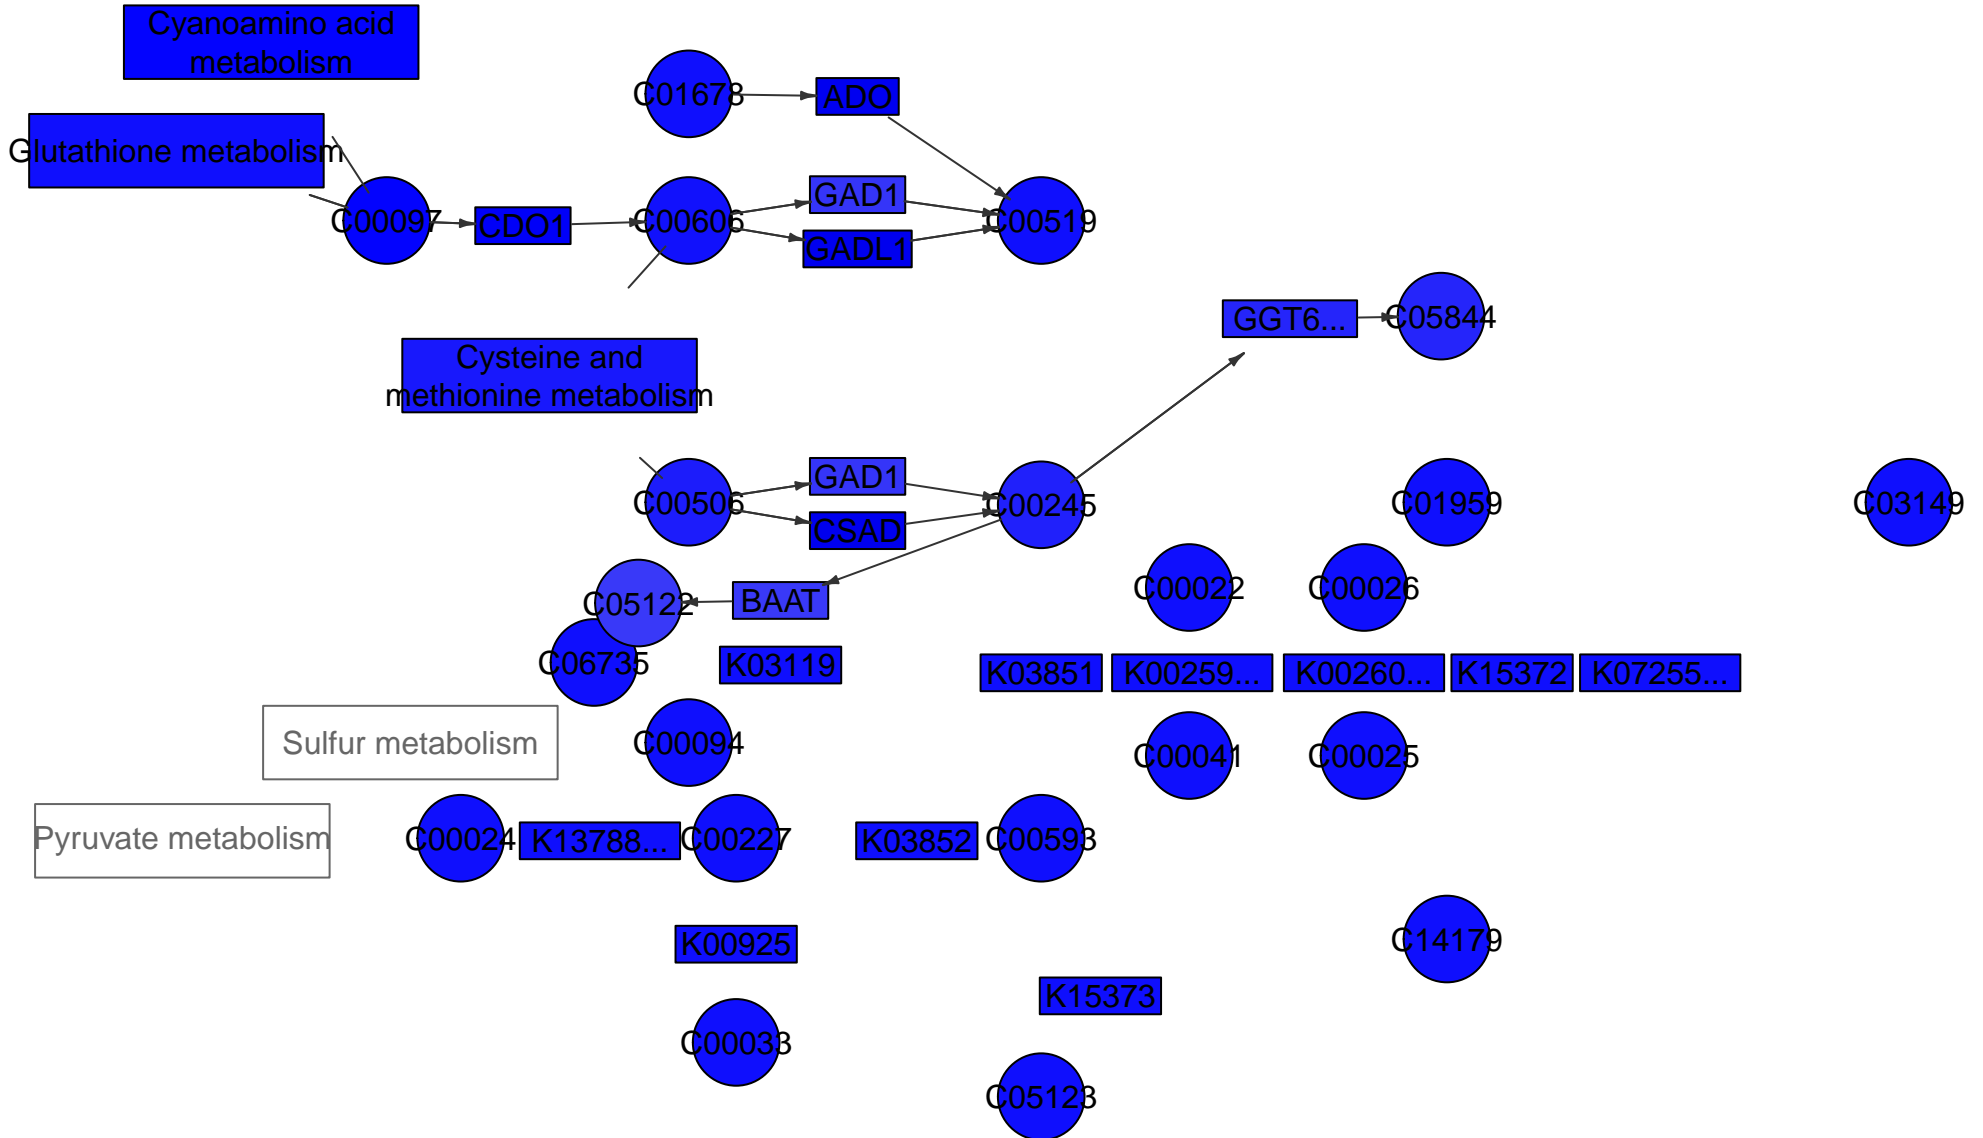 Cyanoamino acid
metabolism
C01678
ADO
Glutathione metabolism
GAD1
C00097
CDO1
C00606
C00519
GADL1
GGT6...
C05844
Cysteine and
methionine metabolism
GAD1
C00506
C00245
C01959
C03149
CSAD
C00022
C00026
C05122
BAAT
C06735
K03119
K03851
K00259...
K00260...
K15372
K07255...
Sulfur metabolism
C00094
C00041
C00025
Pyruvate metabolism
C00024
K13788...
C00227
K03852
C00593
K00925
C14179
K15373
C00033
C05123